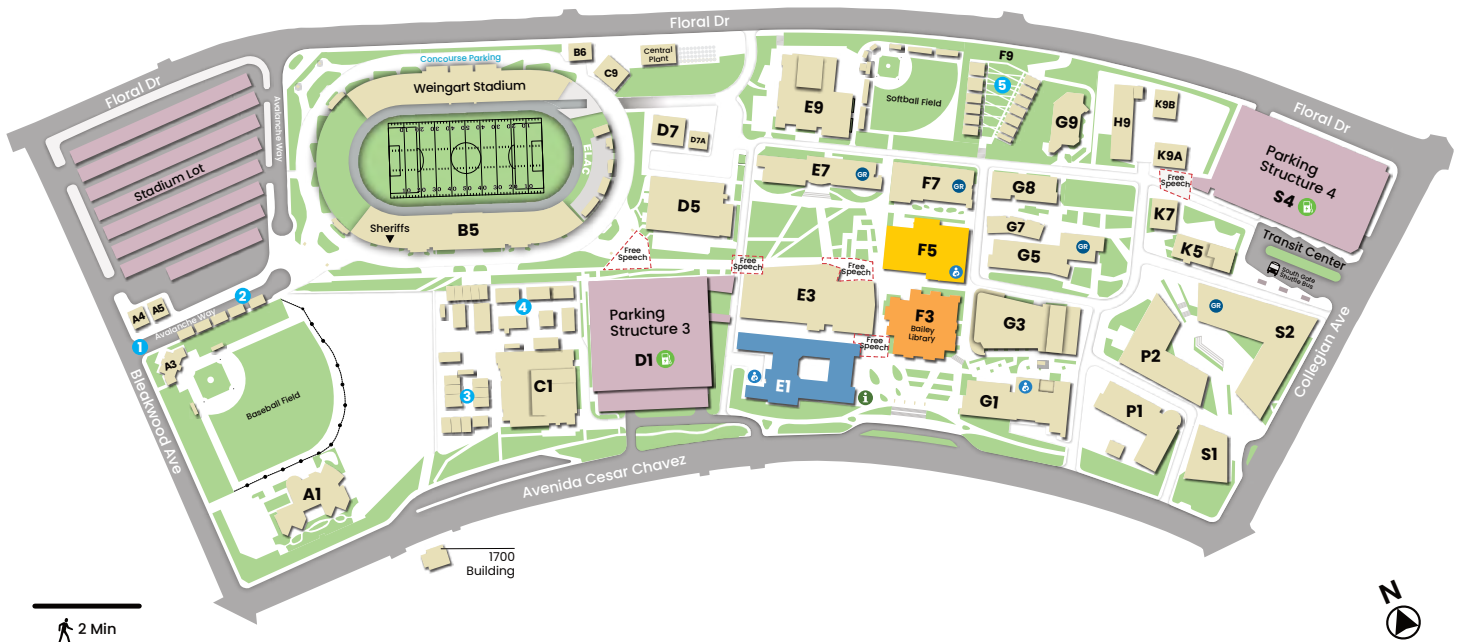 Floral Dr
B6
Central
Plant
C9
Concourse Parking
Weingart Stadium
F9
5
Softball Field
E9
G9
H9
K9B
K9A
Floral Dr
Floral Dr
Avalanche Way
Stadium Lot
ELAC
D7
D7A
E7
GR
F7
GR
G8
Free
Speech
Parking
Structure 4
S4
K7
K5
Transit Center
South Gate
Shuttle Bus
D5
Sheriffs
B5
Free
Speech
Free
Speech
Free
Speech
F5
G7
G5
GR
A4
A5
2
Avalanche Way
1
A3
Baseball Field
4
3
C1
Parking
Structure 3
D1
E3
F3
Bailey
Library
Free
Speech
E1
i
G3
G1
P2
GR
S2
P1
S1
Collegian Ave
Bleakwood Ave
A1
Avenida Cesar Chavez
1700
Building
2 Min
N